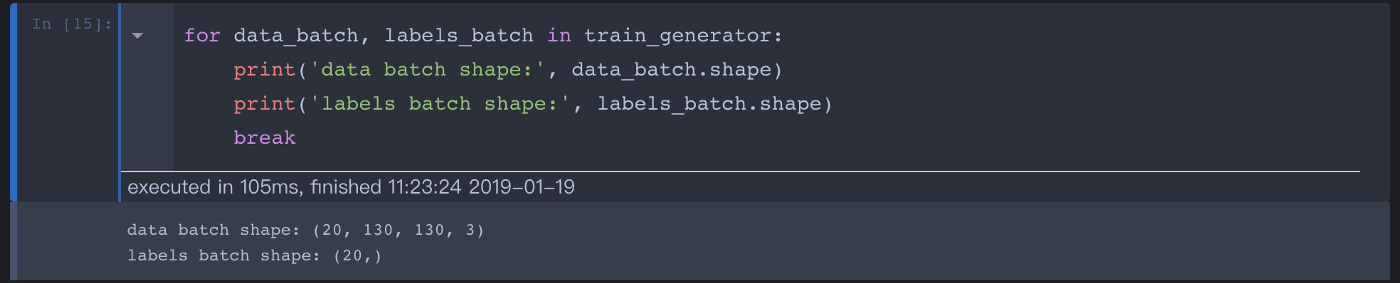 In [15]:
for data_batch, labels_batch in train_generator:
    print('data batch shape:', data_batch.shape)
    print('labels batch shape:', labels_batch.shape)
    break
executed in 105ms, finished 11:23:24 2019-01-19
data batch shape: (20, 130, 130, 3)
labels batch shape: (20,)